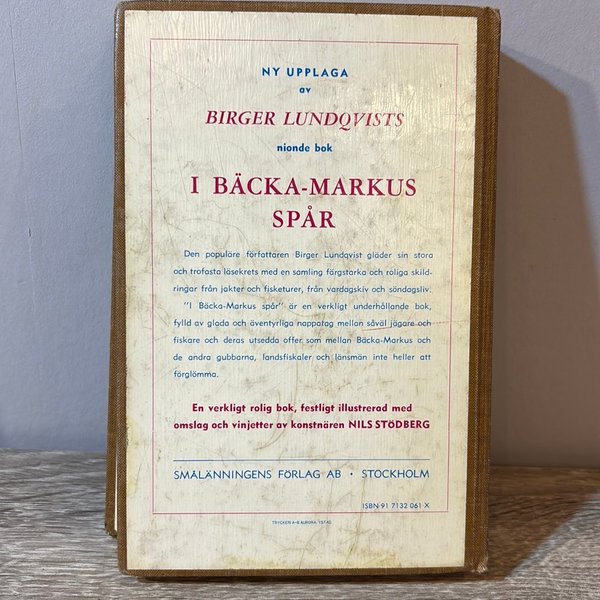 NY UPPLAGA
av
BIRGER LUNDQVISTS
nionde bok
I BÄCKA-MARKUS
SPÅR
Den populäre författaren Birger Lundqvist gläder sin stora
och trofasta läsekrets med en samling färgstarka och roliga skild-
ringar från jakter och fisketurer, från vardagskiv och söndagsliv.
"I Bäcka-Markus spår" är en verkligt underhållande bok,
fylld av glada och äventyrliga nappatag mellan såväl jägare och
fiskare och deras utsedda offer som mellan Bäcka-Markus och
de andra gubbarna, landsfiskaler och länsmän inte heller att
förglömma.
En verkligt rolig bok, festligt illustrerad med
omslag och vinjetter av konstnären NILS STÖDBERG
SMÅLÄNNINGENS FÖRLAG AB · STOCKHOLM
ISBN 91 7132 061 X